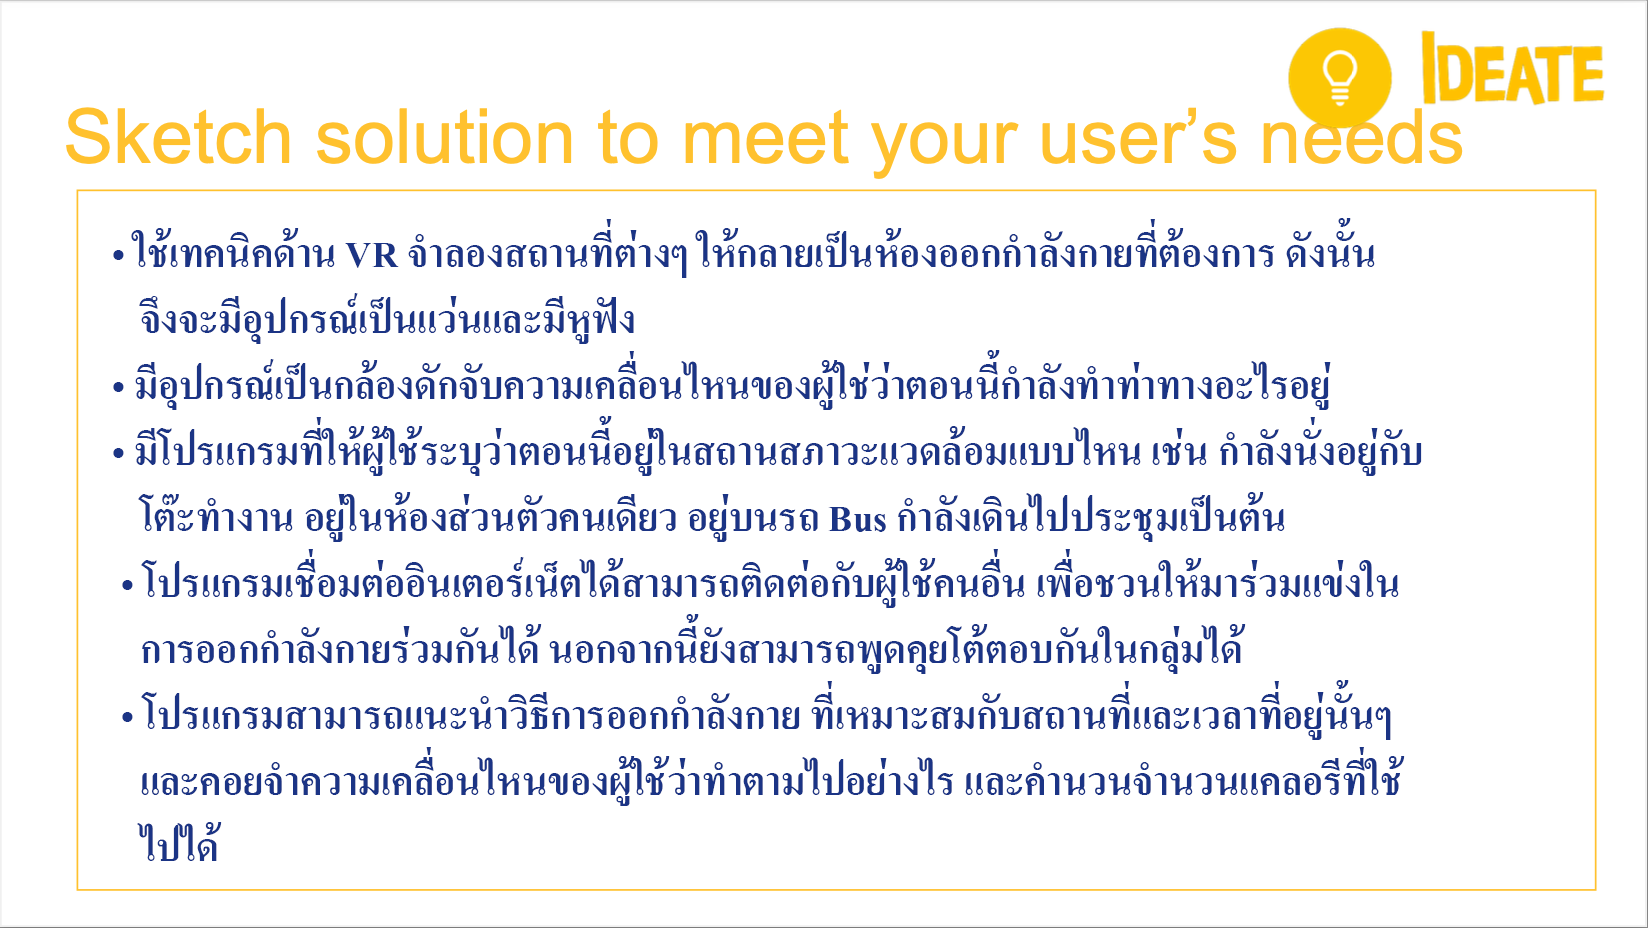 IDEATE
Sketch solution to meet your user's needs
• ใช้เทคนิคด้าน VR จำลองสถานที่ต่างๆ ให้กลายเป็นห้องออกกำลังกายที่ต้องการ ดังนั้น
จึงจะมีอุปกรณ์เป็นแว่นและมีหูฟัง
• มีอุปกรณ์เป็นกล้องดักจับความเคลื่อนไหนของผู้ใช่ว่าตอนนี้กำลังทำท่าทางอะไรอยู่
• มีโปรแกรมที่ให้ผู้ใช้ระบุว่าตอนนี้อยู่ในสถานสภาวะแวดล้อมแบบไหน เช่น กำลังนั่งอยู่กับ
โต๊ะทำงาน อยู่ในห้องส่วนตัวคนเดียว อยู่บนรถ Bus กำลังเดินไปประชุมเป็นต้น
• โปรแกรมเชื่อมต่ออินเตอร์เน็ตได้สามารถติดต่อกับผู้ใช้คนอื่น เพื่อชวนให้มาร่วมแข่งใน
การออกกำลังกายร่วมกันได้ นอกจากนี้ยังสามารถพูดคุยโต้ตอบกันในกลุ่มได้
• โปรแกรมสามารถแนะนำวิธีการออกกำลังกาย ที่เหมาะสมกับสถานที่และเวลาที่อยู่นั้นๆ
และคอยจำความเคลื่อนไหนของผู้ใช้ว่าทำตามไปอย่างไร และคำนวนจำนวนแคลอรีที่ใช้
ไปได้